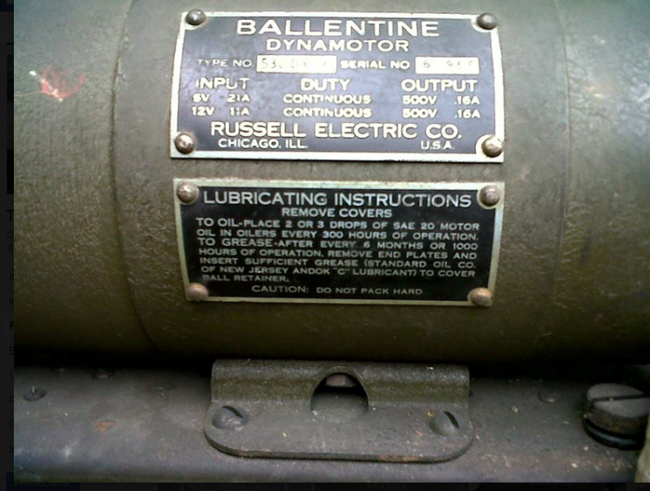 BALLENTINE
DYNAMOTOR
TYPE NO. SERIAL NO.
INPUT DUTY OUTPUT
6V 21A CONTINUOUS 500V .16A
12V 11A CONTINUOUS 500V .16A
RUSSELL ELECTRIC CO.
CHICAGO, ILL. U.S.A.
LUBRICATING INSTRUCTIONS
REMOVE COVERS
TO OIL-PLACE 2 OR 3 DROPS OF SAE 20 MOTOR
OIL IN OILERS EVERY 300 HOURS OF OPERATION.
TO GREASE-AFTER EVERY 6 MONTHS OR 1000
HOURS OF OPERATION, REMOVE END PLATES AND
INSERT SUFFICIENT GREASE (STANDARD OIL CO.
OF NEW JERSEY ANDOK "C" LUBRICANT) TO COVER
BALL RETAINER.
CAUTION: DO NOT PACK HARD